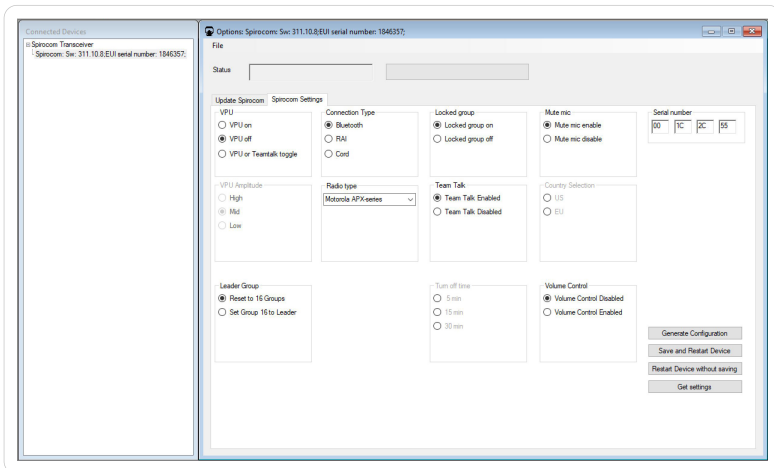 Connected Devices
Spirocom Transceiver
Spirocom: Sw: 311.10.8;EUI serial number: 1846357;
Options: Spirocom: Sw: 311.10.8;EUI serial number: 1846357;
File
Status
Update Spirocom
Spirocom Settings
VPU
VPU on
VPU off
VPU or Teamtalk toggle
Connection Type
Bluetooth
RAI
Cord
Locked group
Locked group on
Locked group off
Mute mic
Mute mic enable
Mute mic disable
Serial number
00 1C 2C 55
VPU Amplitude
High
Mid
Low
Radio type
Motorola APX-series
Team Talk
Team Talk Enabled
Team Talk Disabled
Country Selection
US
EU
Leader Group
Reset to 16 Groups
Set Group 16 to Leader
Turn off time
5 min
15 min
30 min
Volume Control
Volume Control Disabled
Volume Control Enabled
Generate Configuration
Save and Restart Device
Restart Device without saving
Get settings